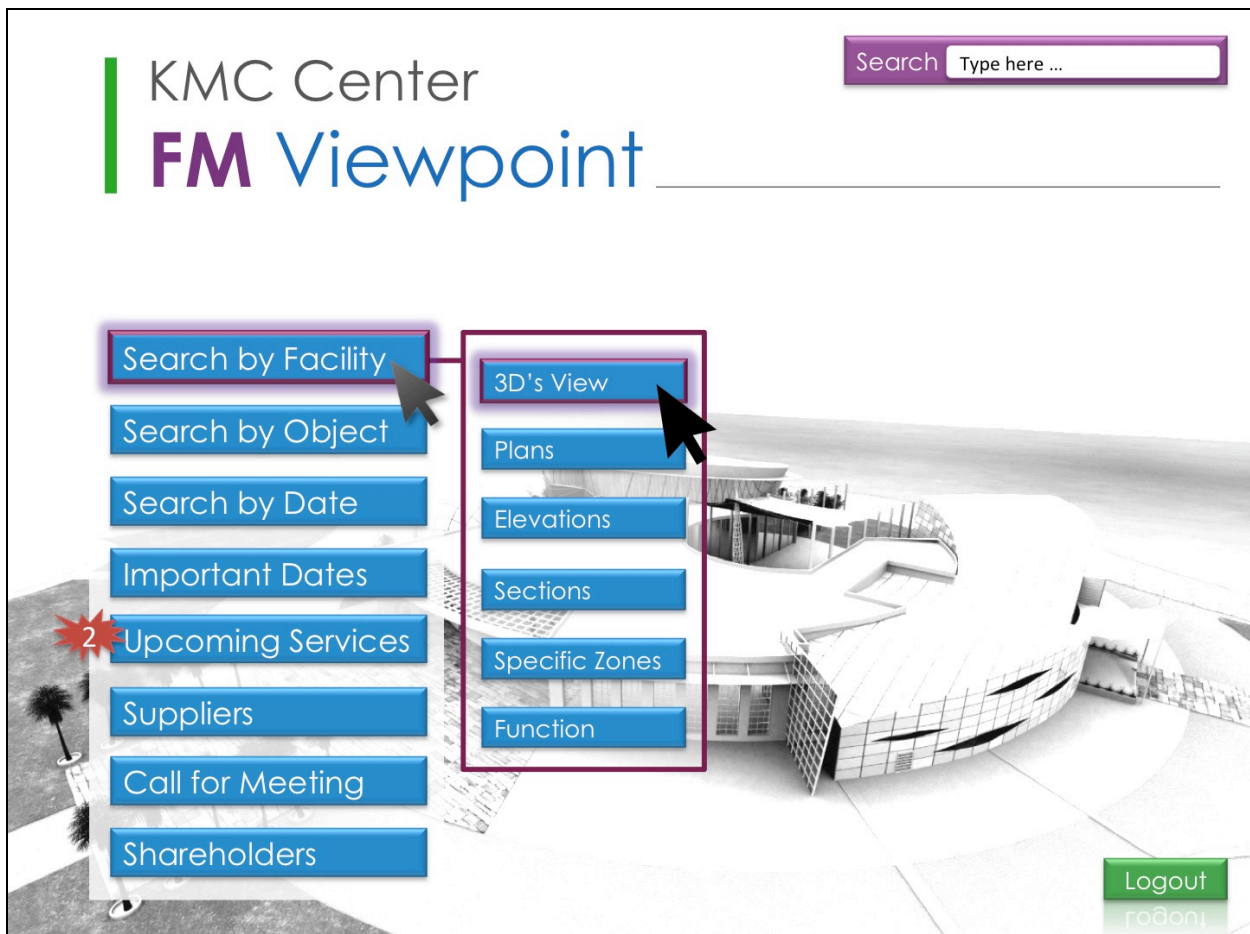 KMC Center
FM Viewpoint
Search Type here ...
Search by Facility
Search by Object
Search by Date
Important Dates
2 Upcoming Services
Suppliers
Call for Meeting
Shareholders
3D's View
Plans
Elevations
Sections
Specific Zones
Function
Logout